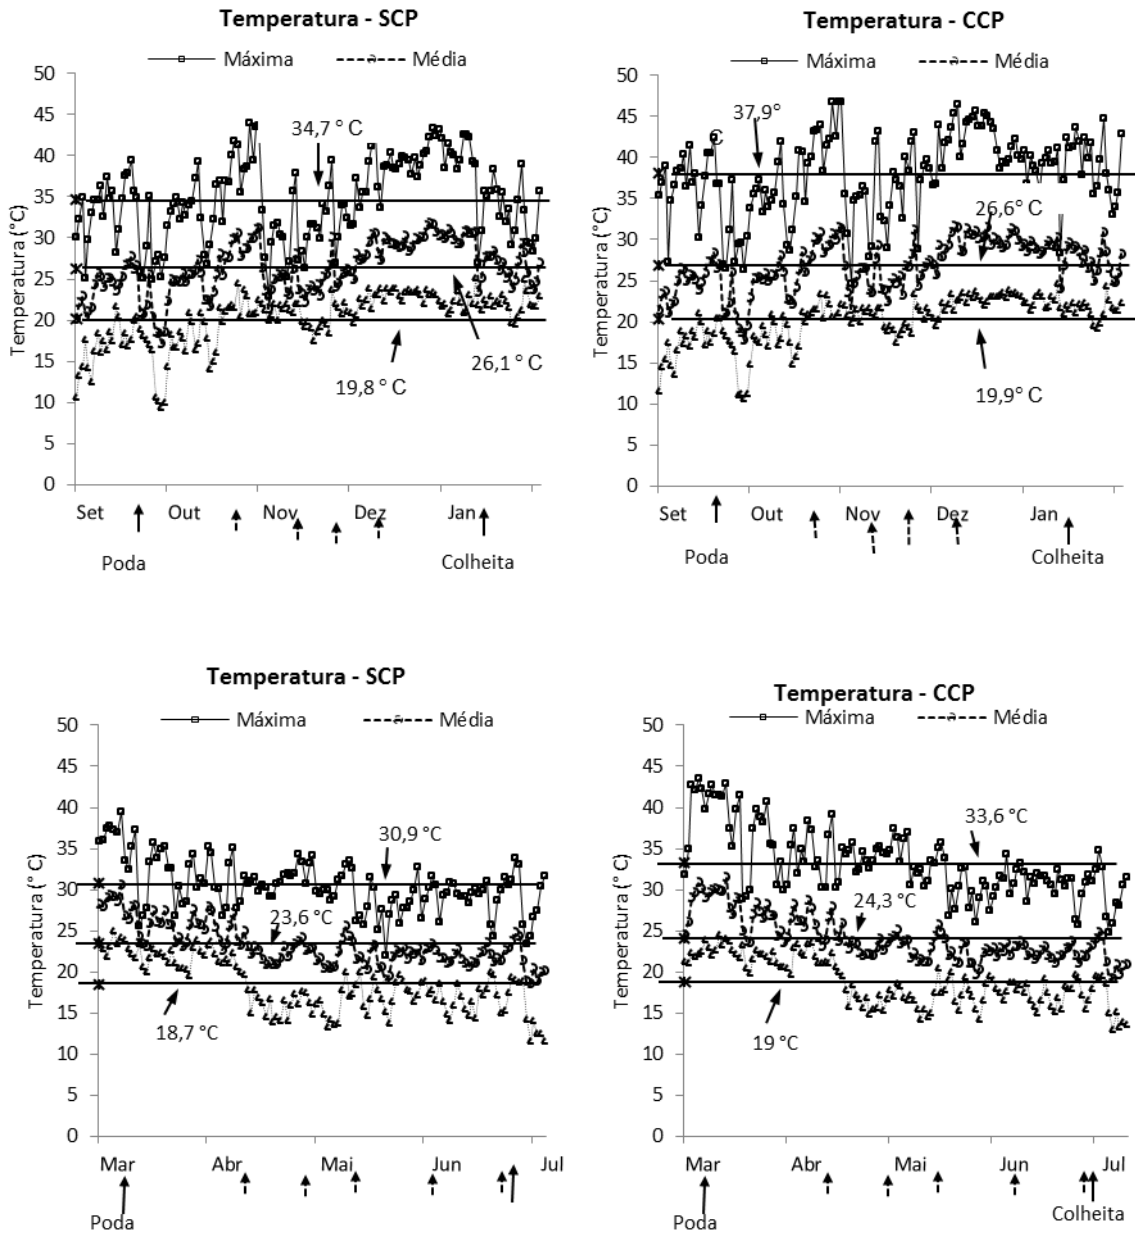 Temperatura - SCP
Máxima
Média
Temperatura (°C)
50
45
40
35
30
25
20
15
10
5
0
34,7 ° C
26,1 ° C
19,8 ° C
Set
Out
Nov
Dez
Jan
Poda
Colheita
Temperatura - CCP
Máxima
Média
Temperatura (°C)
50
45
40
35
30
25
20
15
10
5
0
37,9°
C
26,6° C
19,9° C
Set
Out
Nov
Dez
Jan
Poda
Colheita
Temperatura - SCP
Máxima
Média
Temperatura (° C)
50
45
40
35
30
25
20
15
10
5
0
30,9 °C
23,6 °C
18,7 °C
Mar
Abr
Mai
Jun
Jul
Poda
Temperatura - CCP
Máxima
Média
Temperatura (° C)
50
45
40
35
30
25
20
15
10
5
0
33,6 °C
24,3 °C
19 °C
Mar
Abr
Mai
Jun
Jul
Poda
Colheita